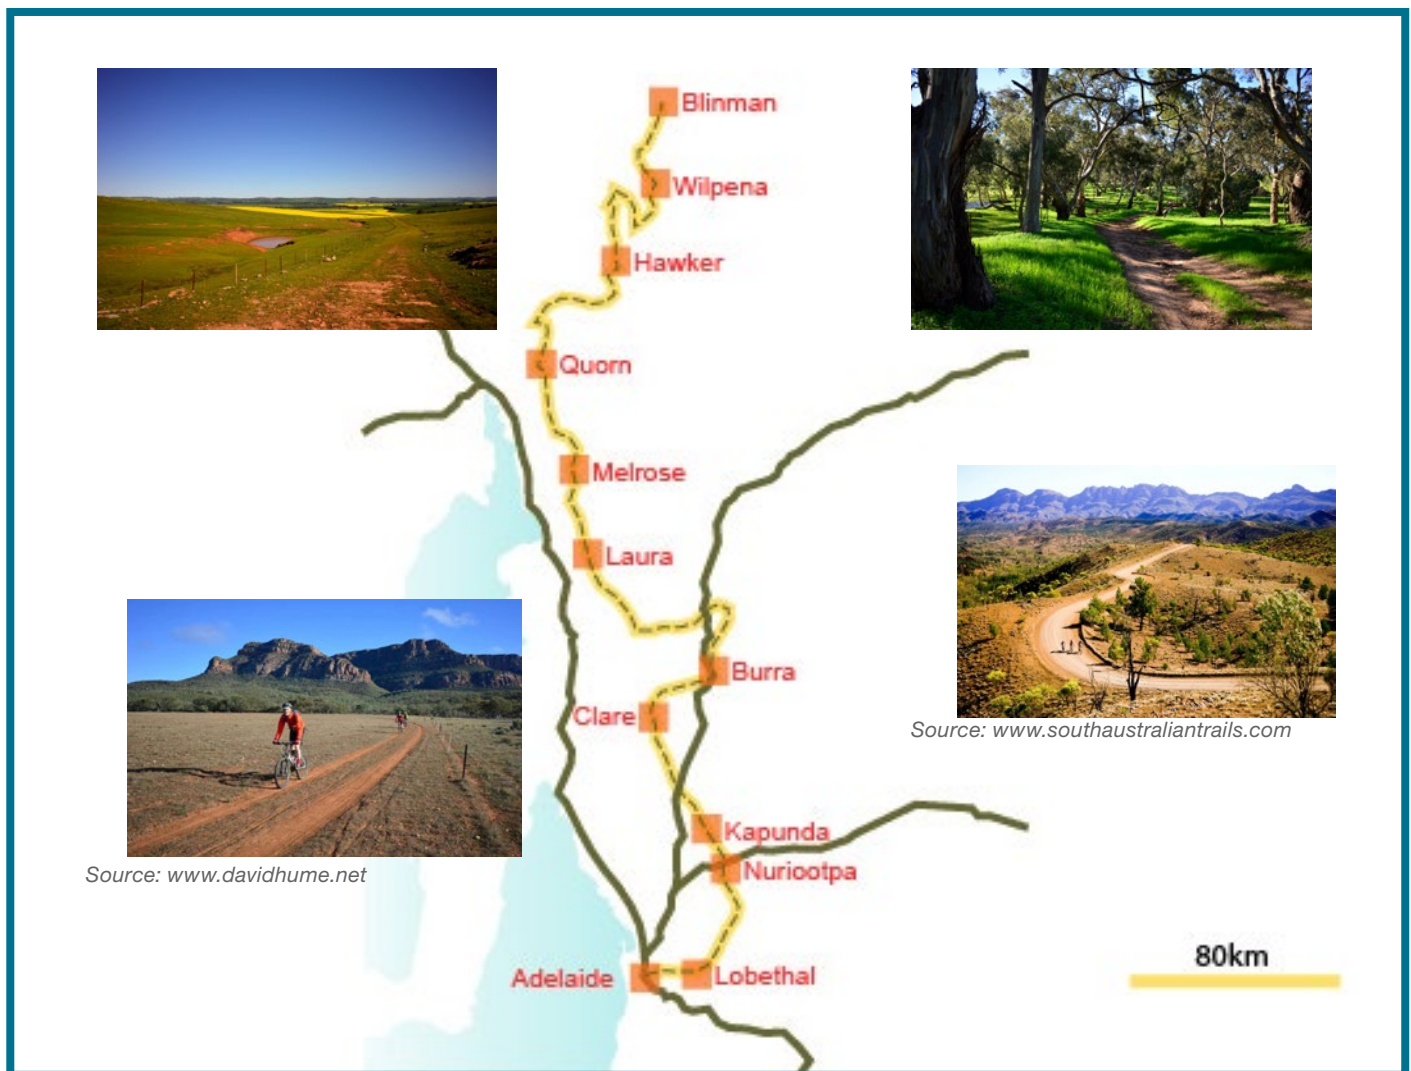 Blinman
Wilpena
Hawker
Quorn
Melrose
Laura
Burra
Source: www.southaustraliantrails.com
Clare
Kapunda
Nuriootpa
Source: www.davidhume.net
80km
Adelaide
Lobethal